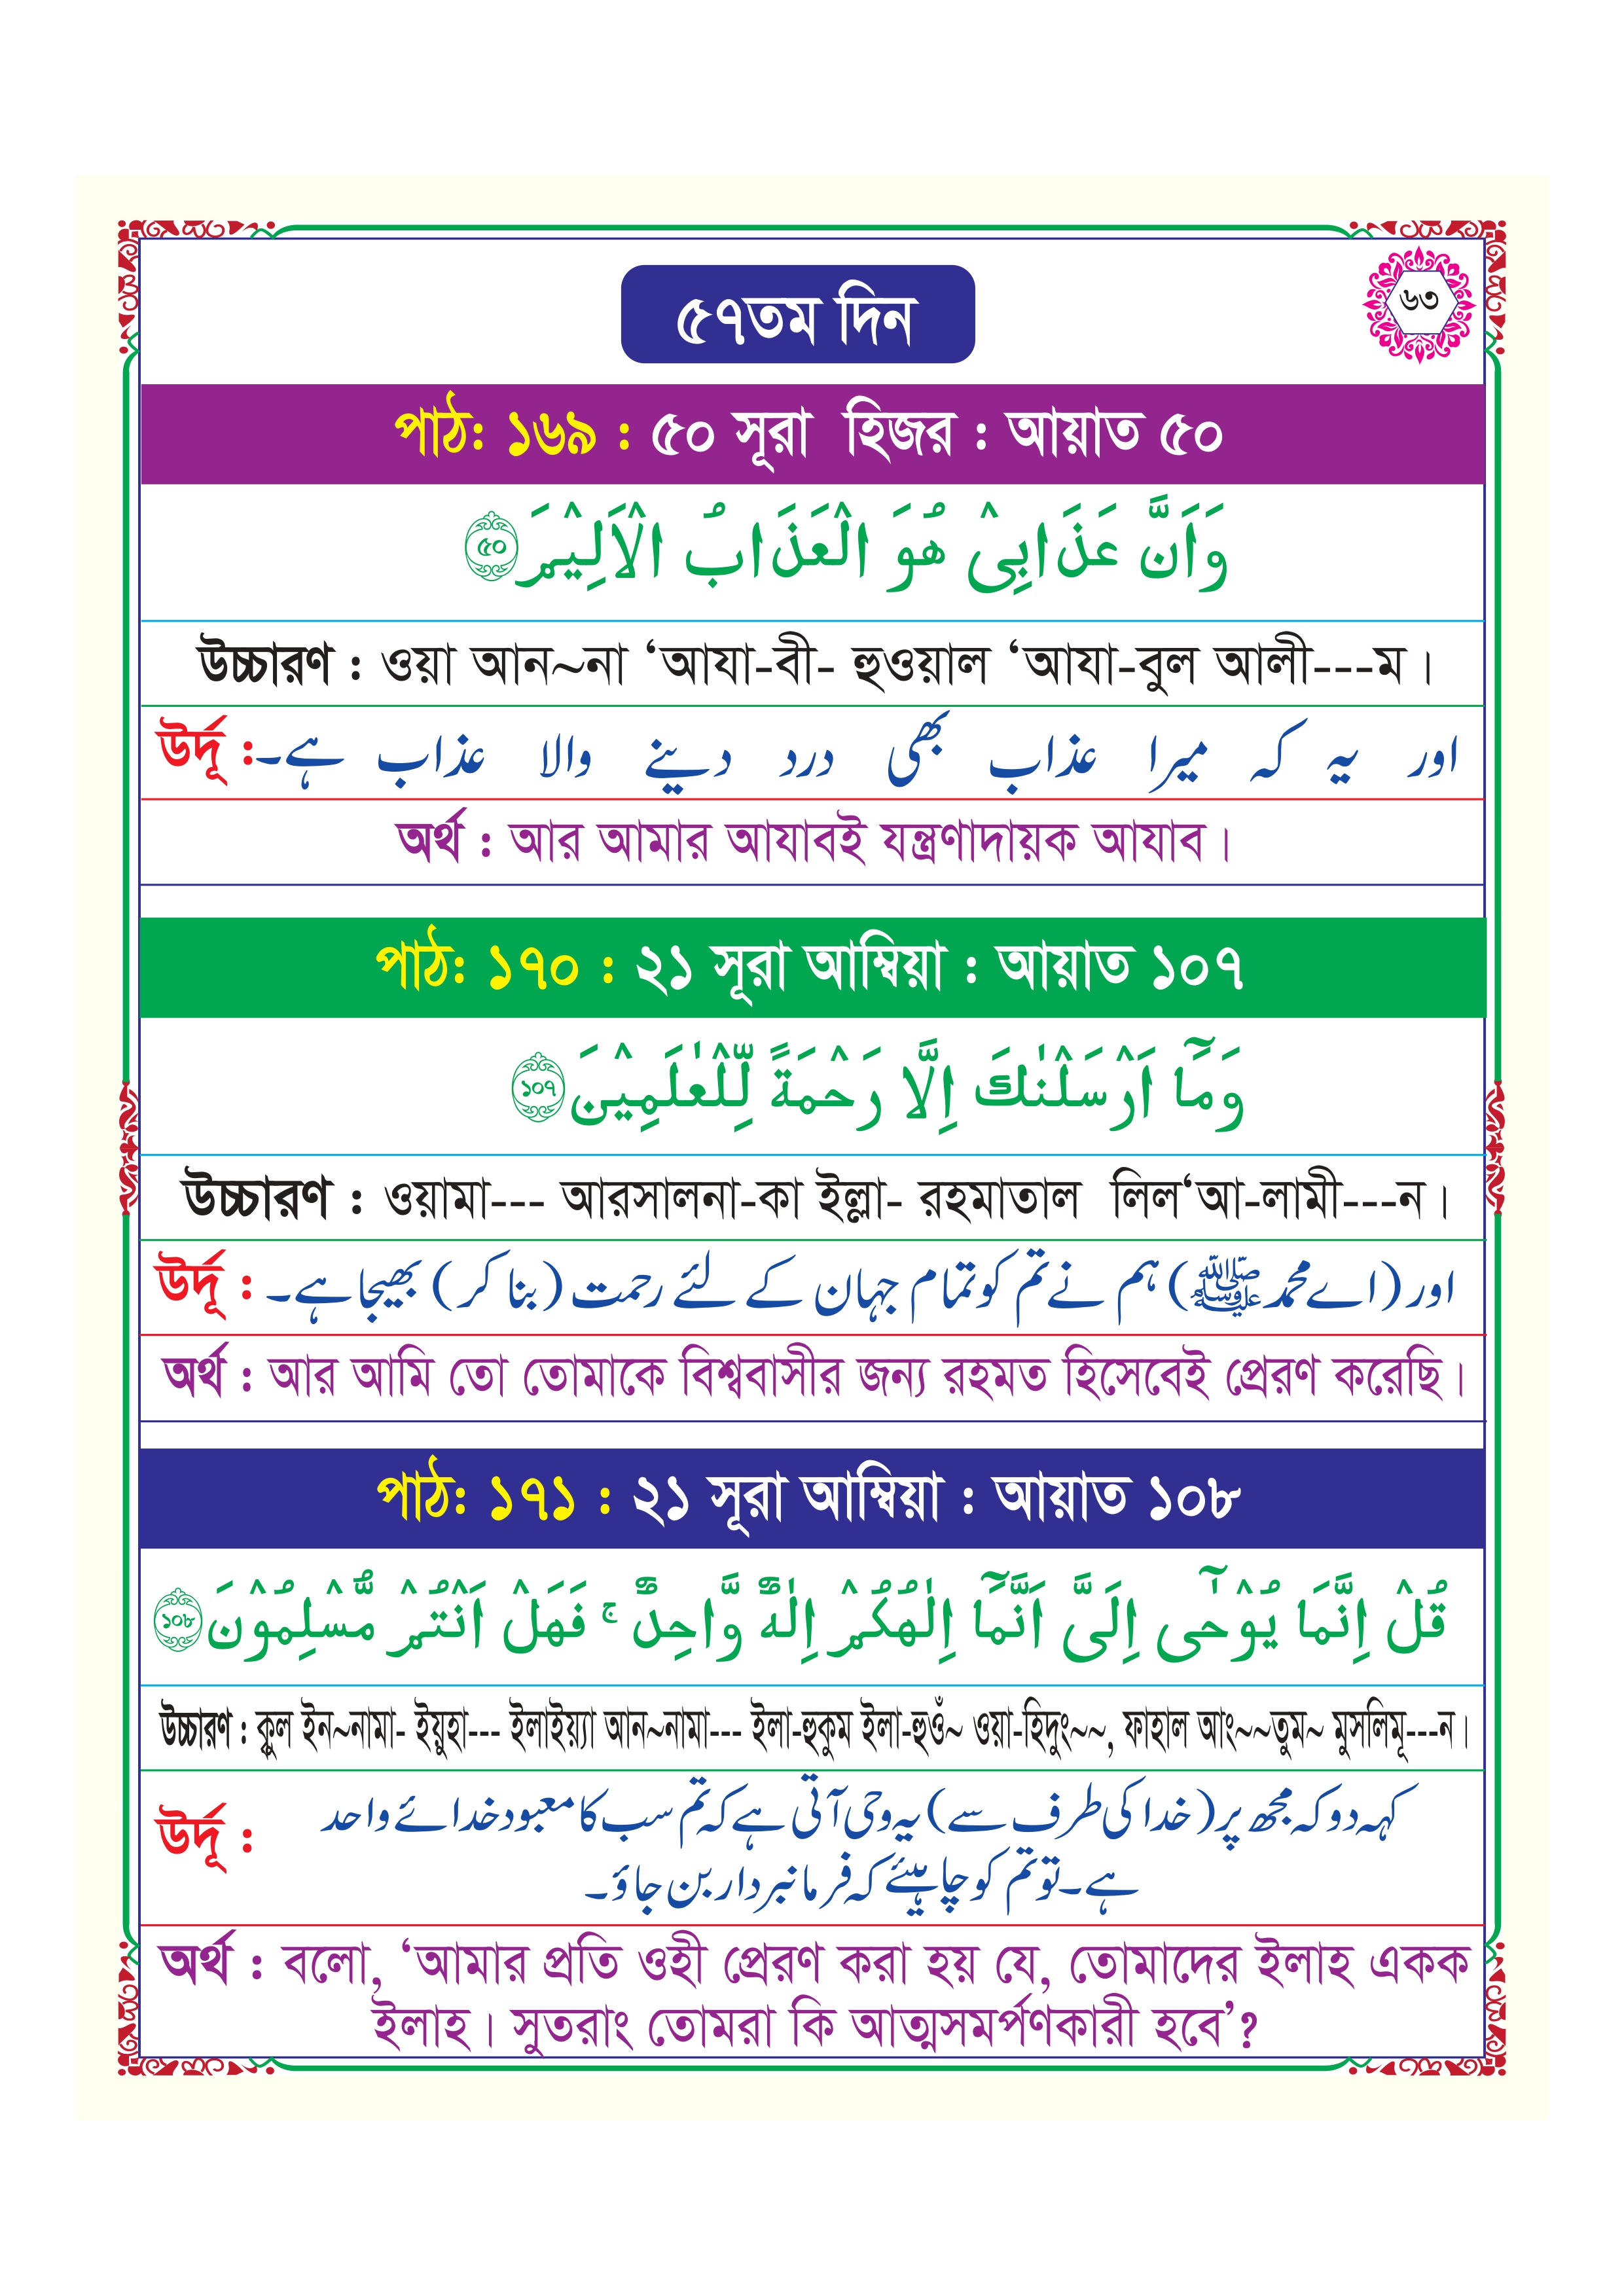 ৬৩
৫৭তম দিন
পাঠ: ১৬৯ : ৫০ সূরা হিজর : আয়াত ৫০
وَاَنَّ عَذَابِىْ هُوَ الْعَذَابُ الْاَلِيْمَ ৫০
উচ্চারণ : ওয়া আন~না ‘আযা-বী- হুওয়াল ‘আযা-বুল আলী---ম।
উর্দূ : اور یہ کہ میرا عذاب بھی درد دینے والا عذاب ہے۔
অর্থ : আর আমার আযাবই যন্ত্রণাদায়ক আযাব।
পাঠ: ১৭০ : ২১ সূরা আম্বিয়া : আয়াত ১০৭
وَمَآ اَرْسَلْنٰكَ اِلَّا رَحْمَةً لِّلْعٰلَمِيْنَ ১০৭
উচ্চারণ : ওয়ামা--- আরসালনা-কা ইল্লা- রহমাতাল লিল‘আ-লামী---ন।
উর্দূ : اور (اے محمد ﷺ) ہم نے تم کو تمام جہان کے لئے رحمت (بنا کر) بھیجا ہے۔
অর্থ : আর আমি তো তোমাকে বিশ্ববাসীর জন্য রহমত হিসেবেই প্রেরণ করেছি।
পাঠ: ১৭১ : ২১ সূরা আম্বিয়া : আয়াত ১০৮
قُلْ اِنَّمَا يُوْحٰٓى اِلَىَّ اَنَّمَآ اِلٰهُكُمْ اِلٰهٌ وَّاحِدٌ ۚ فَهَلْ اَنْتُمْ مُّسْلِمُوْنَ ১০৮
উচ্চারণ : ক্বুল ইন~নামা- ইয়ুহা--- ইলাইয়্যা আন~নামা--- ইলা-হুকুম ইলা-হুওঁ~ ওয়া-হিদুং~~, ফাহাল আং~~তুম~ মুসলিমূ---ন।
উর্দূ : کہہ دو کہ مجھ پر (خدا کی طرف سے) یہ وحی آتی ہے کہ تم سب کا معبود خدائے واحد
ہے۔ تو تم کو چاہیئے کہ فرمانبردار بن جاؤ۔
অর্থ : বলো, ‘আমার প্রতি ওহী প্রেরণ করা হয় যে, তোমাদের ইলাহ একক
ইলাহ। সুতরাং তোমরা কি আত্মসমর্পণকারী হবে’?